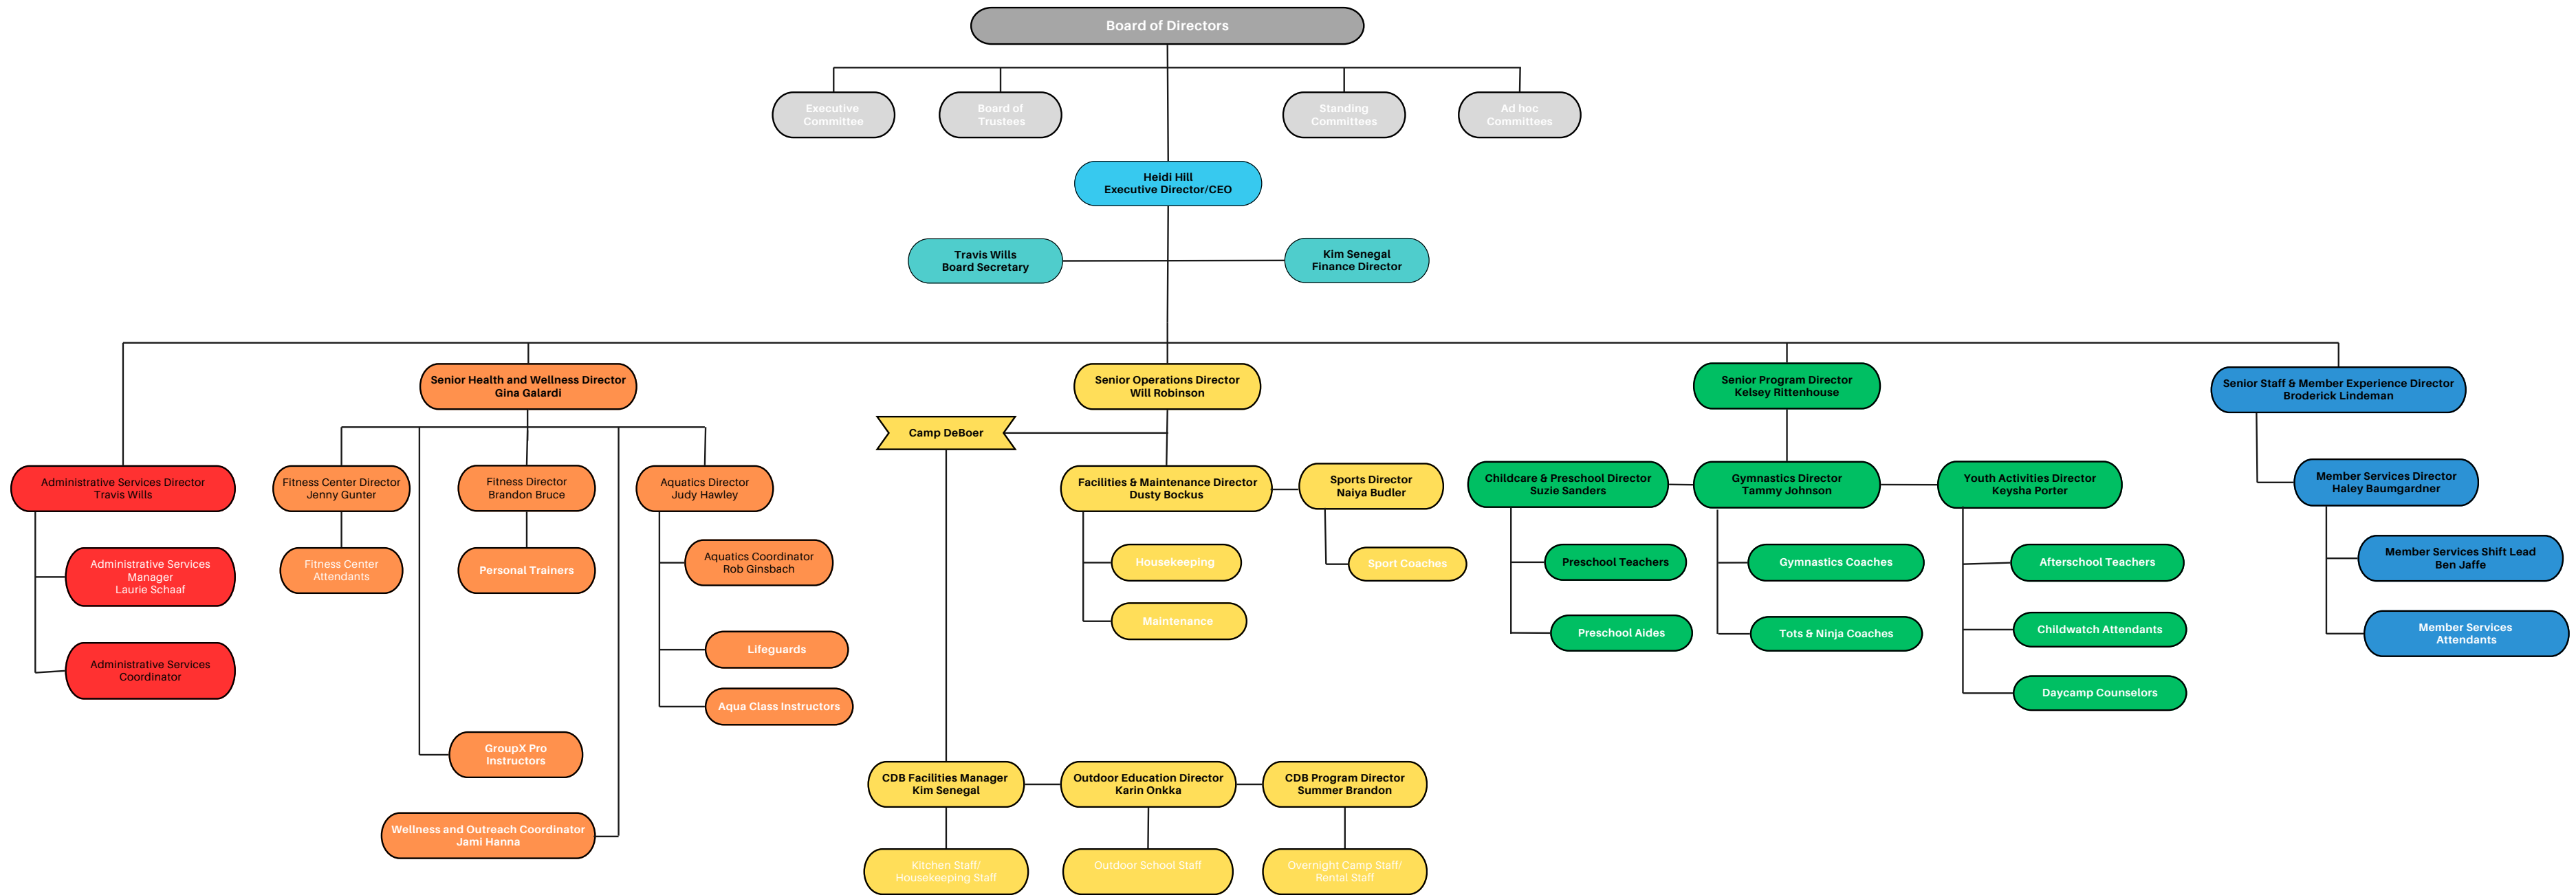 Board of Directors
Executive
Committee
Board of
Trustees
Standing
Committees
Ad hoc
Committees
Heidi Hill
Executive Director/CEO
Travis Wills
Board Secretary
Kim Senegal
Finance Director
Senior Health and Wellness Director
Gina Galardi
Senior Operations Director
Will Robinson
Senior Program Director
Kelsey Rittenhouse
Senior Staff & Member Experience Director
Broderick Lindeman
Camp DeBoer
Administrative Services Director
Travis Wills
Fitness Center Director
Jenny Gunter
Fitness Director
Brandon Bruce
Aquatics Director
Judy Hawley
Facilities & Maintenance Director
Dusty Bockus
Sports Director
Naiya Budler
Childcare & Preschool Director
Suzie Sanders
Gymnastics Director
Tammy Johnson
Youth Activities Director
Keysha Porter
Member Services Director
Haley Baumgardner
Administrative Services
Manager
Laurie Schaaf
Fitness Center
Attendants
Personal Trainers
Aquatics Coordinator
Rob Ginsbach
Housekeeping
Sport Coaches
Preschool Teachers
Gymnastics Coaches
Afterschool Teachers
Member Services Shift Lead
Ben Jaffe
Administrative Services
Coordinator
Lifeguards
Maintenance
Preschool Aides
Tots & Ninja Coaches
Childwatch Attendants
Member Services
Attendants
Aqua Class Instructors
Daycamp Counselors
GroupX Pro
Instructors
CDB Facilities Manager
Kim Senegal
Outdoor Education Director
Karin Onkka
CDB Program Director
Summer Brandon
Wellness and Outreach Coordinator
Jami Hanna
Kitchen Staff/
Housekeeping Staff
Outdoor School Staff
Overnight Camp Staff/
Rental Staff